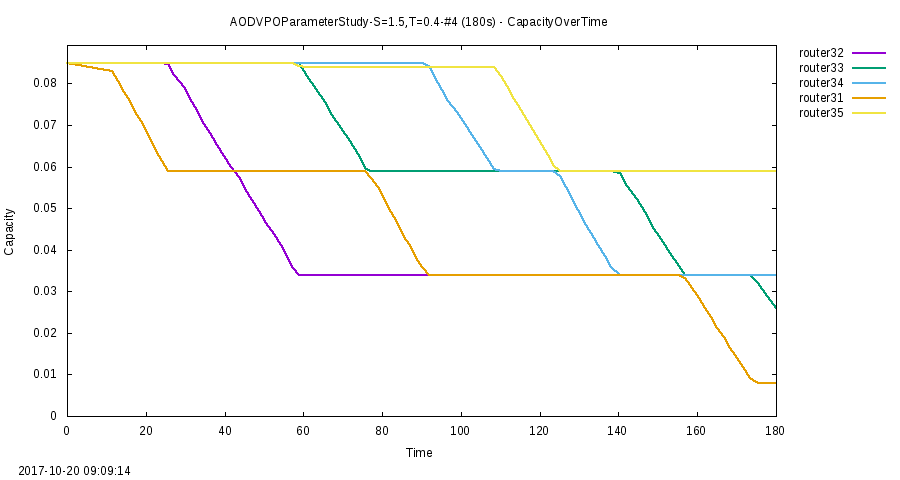 AODVPOParameterStudy-S=1.5,T=0.4-#4 (180s) - CapacityOverTime
router32
router33
router34
router31
router35
0.08
0.07
0.06
0.05
0.04
0.03
0.02
0.01
0
Capacity
0 20 40 60 80 100 120 140 160 180
Time
2017-10-20 09:09:14